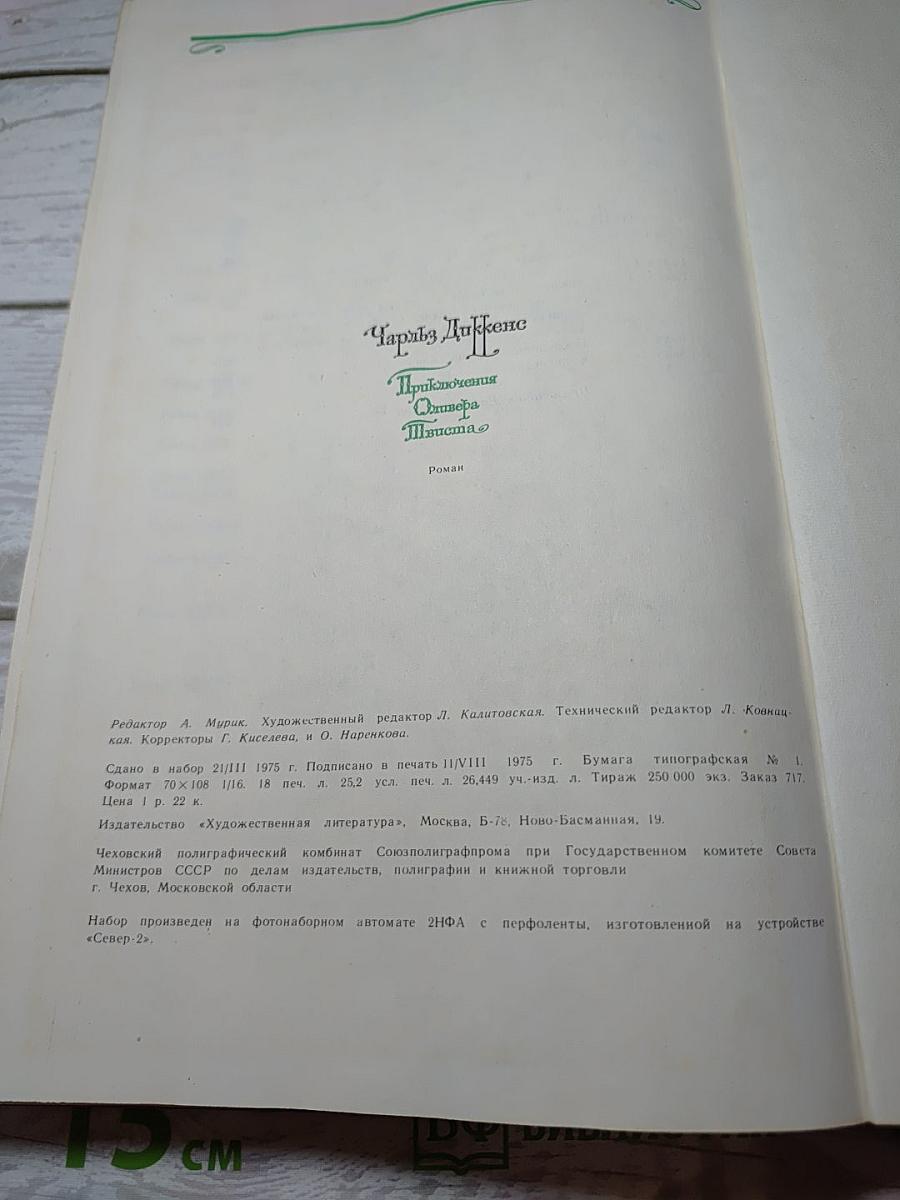 Чарльз Диккенс
Приключения
Оливера
Твиста
Роман
Редактор А. Мурик. Художественный редактор Л. Калитовская. Технический редактор Л. Ковнац-
кая. Корректоры Г. Киселева, и О. Наренкова.
Сдано в набор 21/III 1975 г. Подписано в печать 11/VIII 1975 г. Бумага типографская № 1.
Формат 70×108 1/16. 18 печ. л. 25,2 усл. печ. л. 26,449 уч.-изд. л. Тираж 250 000 экз. Заказ 717.
Цена 1 р. 22 к.
Издательство «Художественная литература», Москва, Б-78, Ново-Басманная, 19.
Чеховский полиграфический комбинат Союзполиграфпрома при Государственном комитете Совета
Министров СССР по делам издательств, полиграфии и книжной торговли
г. Чехов, Московской области
Набор произведен на фотонаборном автомате 2НФА с перфоленты, изготовленной на устройстве
«Север-2».
15 см